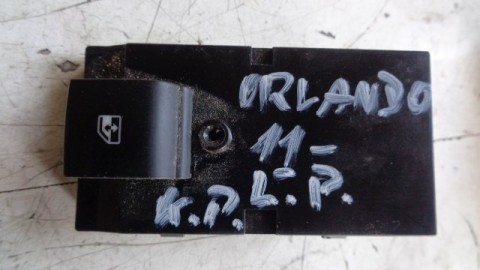 ORLANDO
11-
K.P. L.P.